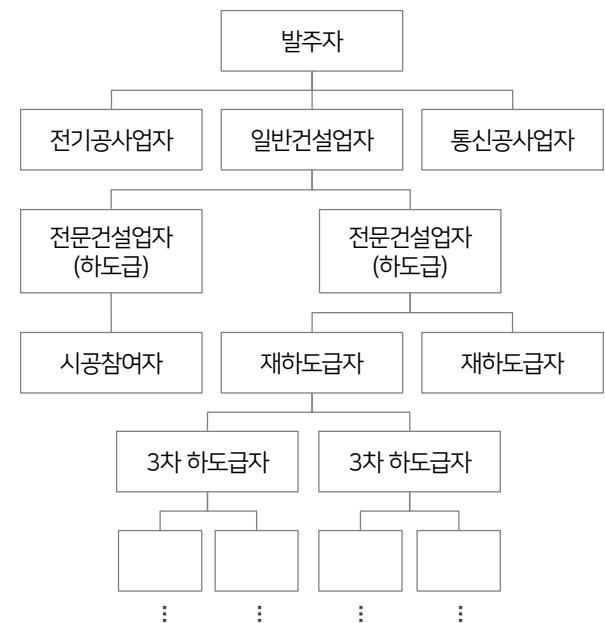 발주자
전기공사업자
일반건설업자
통신공사업자
전문건설업자
(하도급)
전문건설업자
(하도급)
시공참여자
재하도급자
재하도급자
3차 하도급자
3차 하도급자